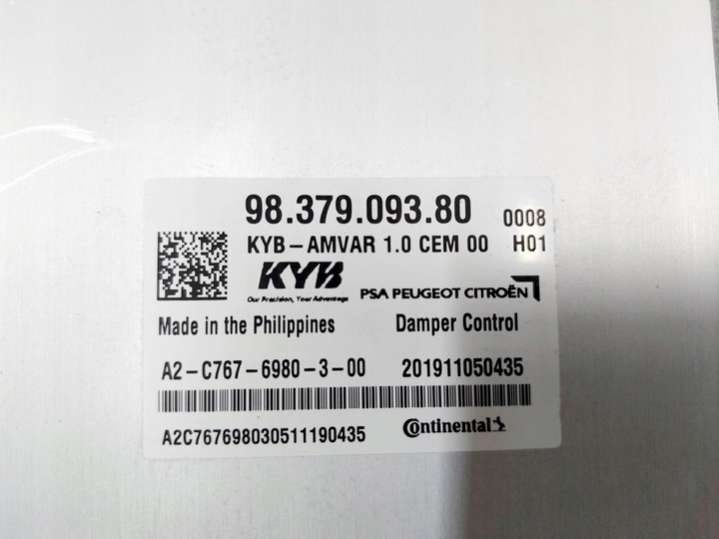 98.379.093.80 0008
KYB-AMVAR 1.0 CEM 00 H01
KYB
Our Precision, Your Advantage
PSA PEUGEOT CITROËN
Made in the Philippines Damper Control
A2-C767-6980-3-00 201911050435
A2C767698030511190435 Continental